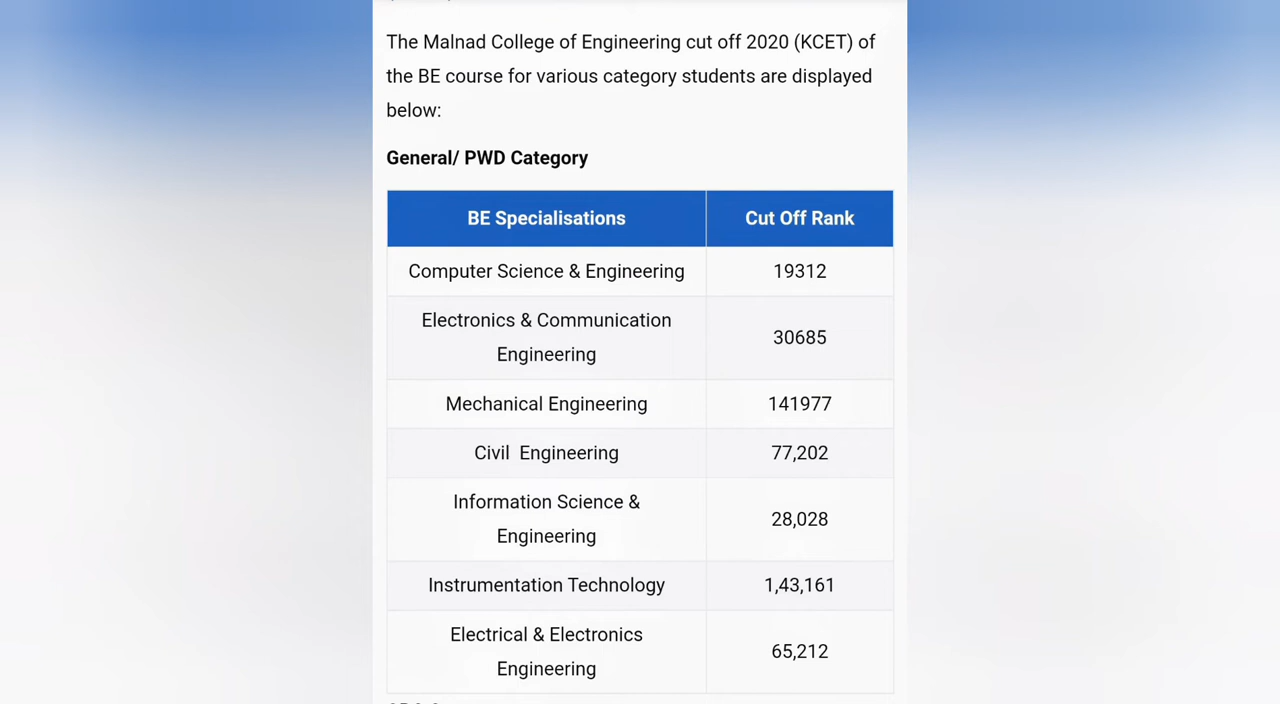 The Malnad College of Engineering cut off 2020 (KCET) of
the BE course for various category students are displayed
below:
General/ PWD Category
BE Specialisations Cut Off Rank
Computer Science & Engineering 19312
Electronics & Communication
Engineering 30685
Mechanical Engineering 141977
Civil Engineering 77,202
Information Science &
Engineering 28,028
Instrumentation Technology 1,43,161
Electrical & Electronics
Engineering 65,212